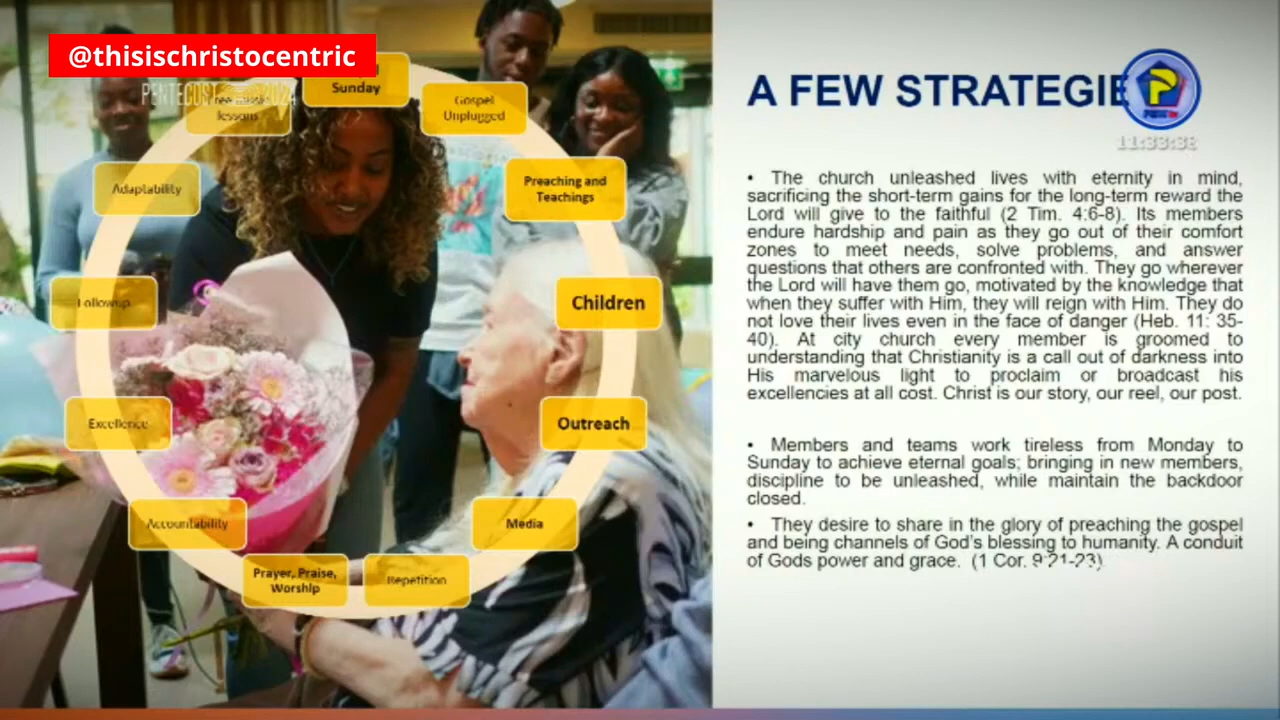 @thisischristocentric
PENTECOST 2024
Sunday
lessons
Gospel
Unplugged
Adaptability
Preaching and
Teachings
Followup
Children
Excellence
Outreach
Accountability
Media
Prayer, Praise,
Worship
Repetition
A FEW STRATEGIE
11:33:38
• The church unleashed lives with eternity in mind,
sacrificing the short-term gains for the long-term reward the
Lord will give to the faithful (2 Tim. 4:6-8). Its members
endure hardship and pain as they go out of their comfort
zones to meet needs, solve problems, and answer
questions that others are confronted with. They go wherever
the Lord will have them go, motivated by the knowledge that
when they suffer with Him, they will reign with Him. They do
not love their lives even in the face of danger (Heb. 11: 35-
40). At city church every member is groomed to
understanding that Christianity is a call out of darkness into
His marvelous light to proclaim or broadcast his
excellencies at all cost. Christ is our story, our reel, our post.
• Members and teams work tireless from Monday to
Sunday to achieve eternal goals; bringing in new members,
discipline to be unleashed, while maintain the backdoor
closed.
• They desire to share in the glory of preaching the gospel
and being channels of God's blessing to humanity. A conduit
of Gods power and grace. (1 Cor. 9:21-23)